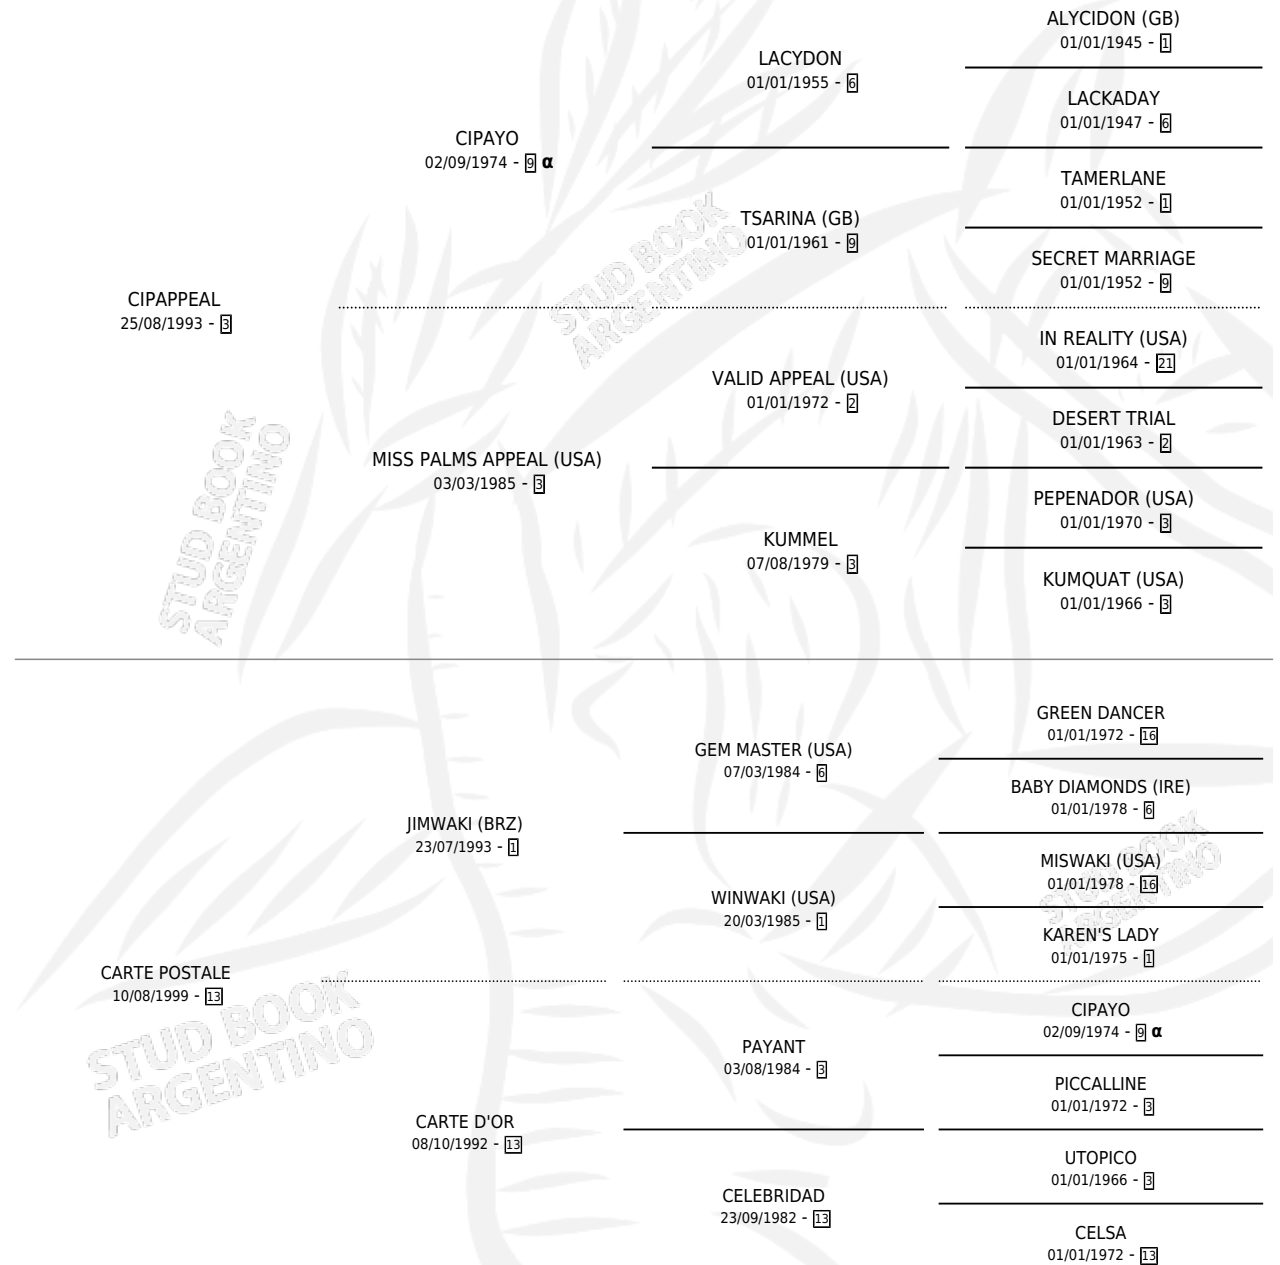 ALYCIDON (GB)
01/01/1945 - 1
LACYDON
01/01/1955 - 6
LACKADAY
01/01/1947 - 6
CIPAYO
02/09/1974 - 9 α
TAMERLANE
01/01/1952 - 1
TSARINA (GB)
01/01/1961 - 9
SECRET MARRIAGE
01/01/1952 - 9
CIPAPPEAL
25/08/1993 - 3
IN REALITY (USA)
01/01/1964 - 21
VALID APPEAL (USA)
01/01/1972 - 2
DESERT TRIAL
01/01/1963 - 2
MISS PALMS APPEAL (USA)
03/03/1985 - 3
PEPENADOR (USA)
01/01/1970 - 3
KUMMEL
07/08/1979 - 3
KUMQUAT (USA)
01/01/1966 - 3
GREEN DANCER
01/01/1972 - 16
GEM MASTER (USA)
07/03/1984 - 6
BABY DIAMONDS (IRE)
01/01/1978 - 6
JIMWAKI (BRZ)
23/07/1993 - 1
MISWAKI (USA)
01/01/1978 - 16
WINWAKI (USA)
20/03/1985 - 1
KAREN'S LADY
01/01/1975 - 1
CARTE POSTALE
10/08/1999 - 13
CIPAYO
02/09/1974 - 9 α
PAYANT
03/08/1984 - 3
PICCALLINE
01/01/1972 - 3
CARTE D'OR
08/10/1992 - 13
UTOPICO
01/01/1966 - 3
CELEBRIDAD
23/09/1982 - 13
CELSA
01/01/1972 - 13
STUD BOOK
ARGENTINO
STUD BOOK
ARGENTINO
STUD BOOK
ARGENTINO
STUD BOOK
ARGENTINO